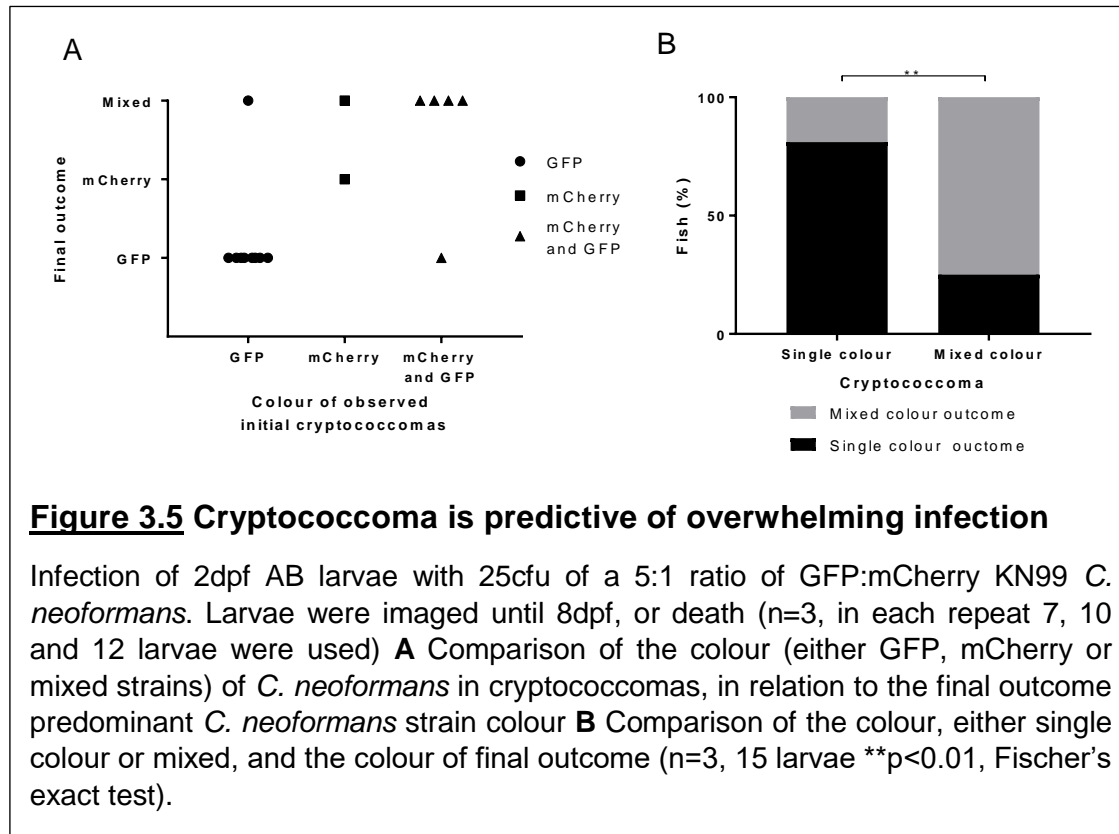 A
Mixed
mCherry
GFP
Final outcome
GFP
mCherry
mCherry
and GFP
Colour of observed
initial cryptococcomas
GFP
mCherry
mCherry
and GFP
B
**
100
50
0
Fish (%)
Single colour
Mixed colour
Cryptococcoma
Mixed colour outcome
Single colour ouctome
Figure 3.5 Cryptococcoma is predictive of overwhelming infection
Infection of 2dpf AB larvae with 25cfu of a 5:1 ratio of GFP:mCherry KN99 C.
neoformans. Larvae were imaged until 8dpf, or death (n=3, in each repeat 7, 10
and 12 larvae were used) A Comparison of the colour (either GFP, mCherry or
mixed strains) of C. neoformans in cryptococcomas, in relation to the final outcome
predominant C. neoformans strain colour B Comparison of the colour, either single
colour or mixed, and the colour of final outcome (n=3, 15 larvae **p<0.01, Fischer's
exact test).